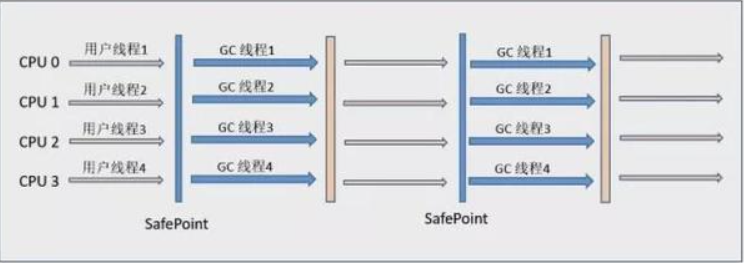 CPU 0 用户线程1 GC 线程1 GC 线程1
CPU 1 用户线程2 GC 线程2 GC 线程2
CPU 2 用户线程3 GC 线程3 GC 线程3
CPU 3 用户线程4 GC 线程4 GC 线程4
SafePoint SafePoint